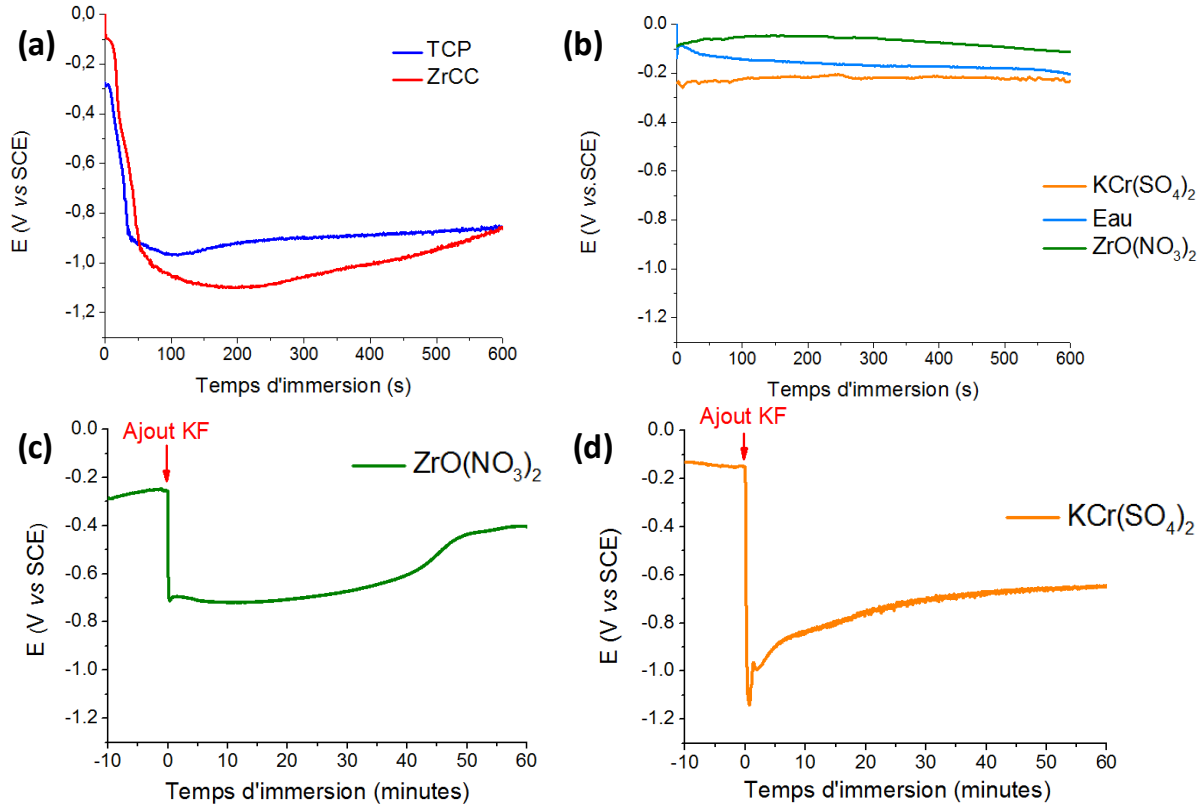 (a)
TCP
ZrCC
E (V vs SCE)
0,0
-0,2
-0,4
-0,6
-0,8
-1,0
-1,2
0 100 200 300 400 500 600
Temps d'immersion (s)
(b)
KCr(SO4)2
Eau
ZrO(NO3)2
E (V vs.SCE)
0.0
-0.2
-0.4
-0.6
-0.8
-1.0
-1.2
0 100 200 300 400 500 600
Temps d'immersion (s)
(c)
Ajout KF
ZrO(NO3)2
E (V vs SCE)
0.0
-0.2
-0.4
-0.6
-0.8
-1.0
-1.2
-10 0 10 20 30 40 50 60
Temps d'immersion (minutes)
(d)
Ajout KF
KCr(SO4)2
E (V vs SCE)
0.0
-0.2
-0.4
-0.6
-0.8
-1.0
-1.2
-10 0 10 20 30 40 50 60
Temps d'immersion (minutes)